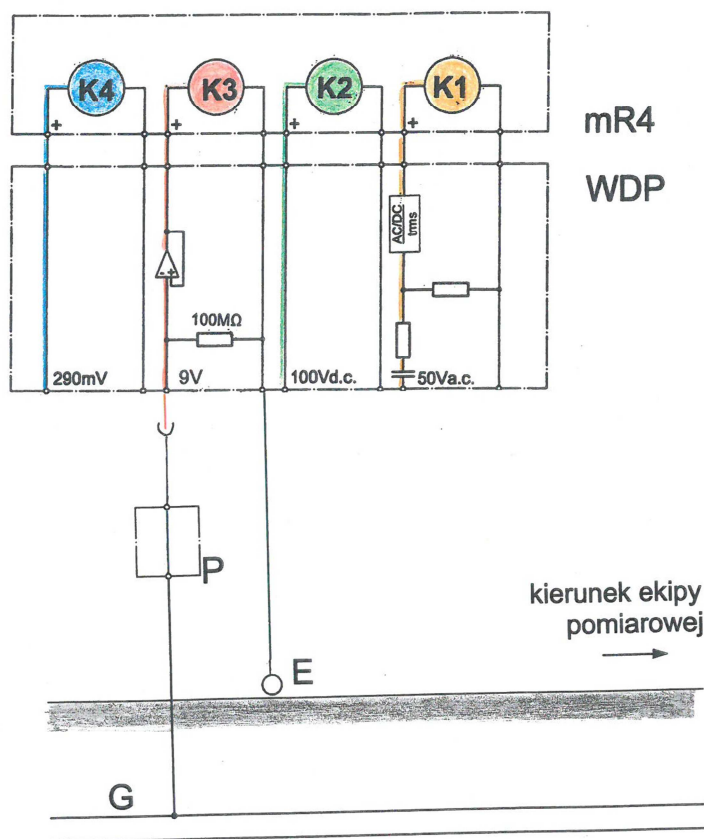 K4 K3 K2 K1
+ + + +
mR4
WDP
AC/DC
trms
- +
100MΩ
290mV 9V 100Vd.c. 50Va.c.
P
kierunek ekipy
pomiarowej
E
G